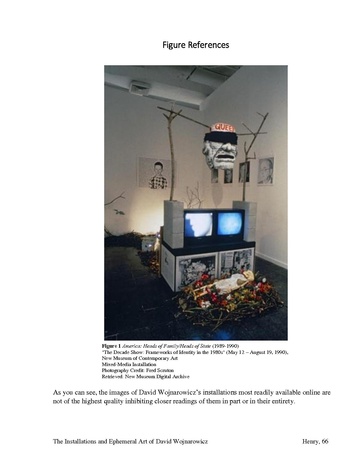 Figure References
QUEER
Figure 1 America: Heads of Family/Heads of State (1989-1990)
"The Decade Show: Frameworks of Identity in the 1980s" (May 12 – August 19, 1990),
New Museum of Contemporary Art
Mixed-Media Installation
Photography Credit: Fred Scruton
Retrieved: New Museum Digital Archive
As you can see, the images of David Wojnarowicz's installations most readily available online are
not of the highest quality inhibiting closer readings of them in part or in their entirety.
The Installations and Ephemeral Art of David Wojnarowicz
Henry, 66